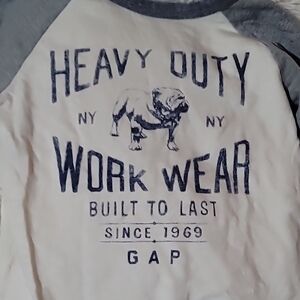 HEAVY DUTY
NY NY
WORK WEAR
BUILT TO LAST
SINCE 1969
GAP